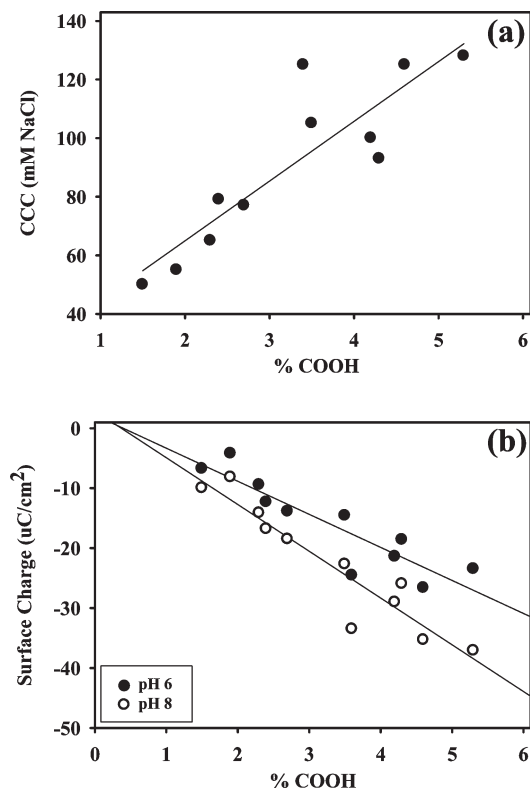 140
(a)
120
100
80
60
40
CCC (mM NaCl)
1 2 3 4 5 6
% COOH
0
(b)
-10
-20
-30
-40
-50
Surface Charge (uC/cm²)
pH 6
pH 8
0 1 2 3 4 5 6
% COOH